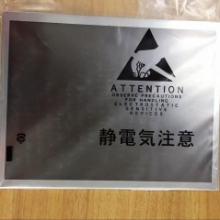 ATTENTION
OBSERVE PRECAUTIONS
FOR HANDLING
ELECTROSTATIC
SENSITIVE
DEVICES
静電気注意